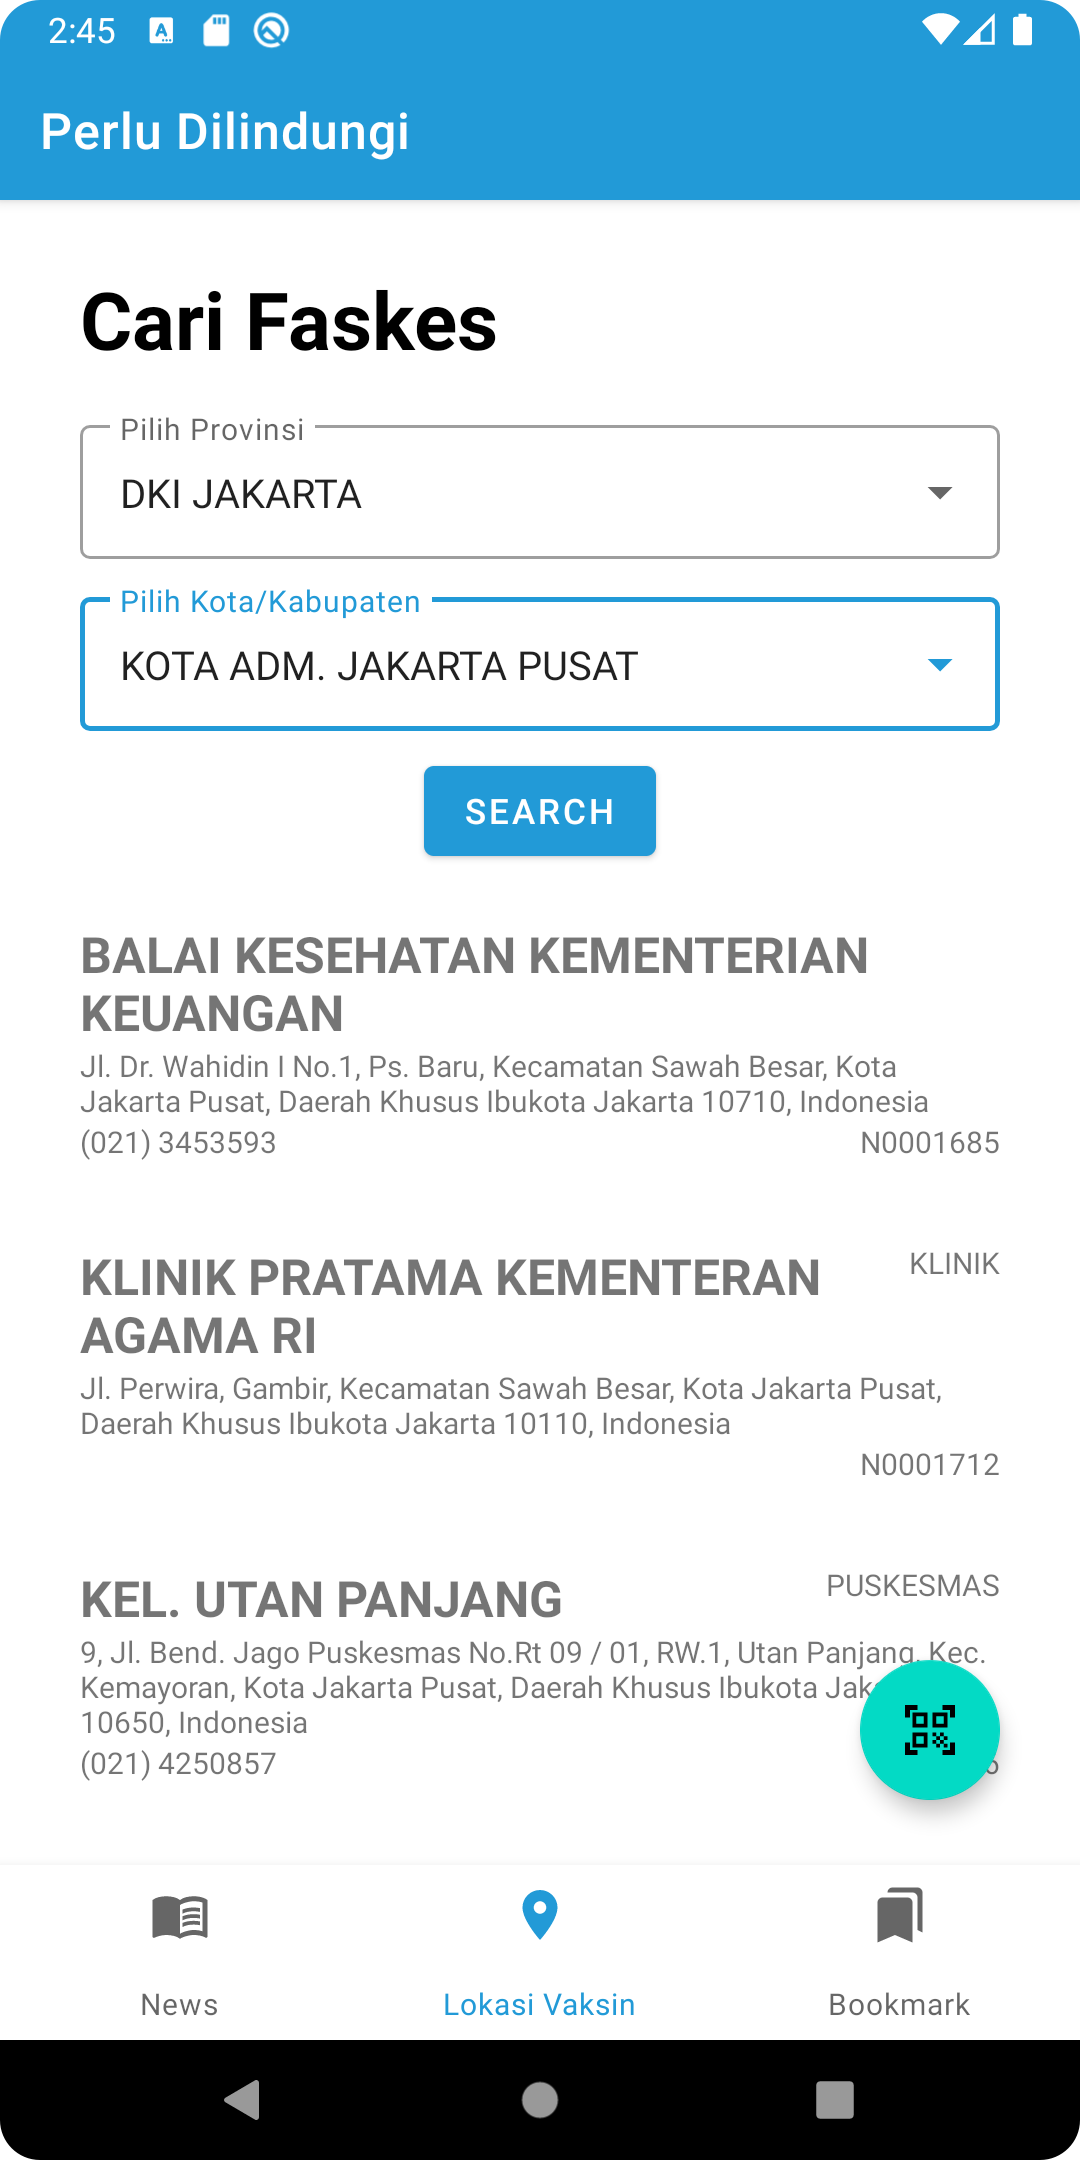 2:45
Perlu Dilindungi
Cari Faskes
Pilih Provinsi
DKI JAKARTA
Pilih Kota/Kabupaten
KOTA ADM. JAKARTA PUSAT
SEARCH
BALAI KESEHATAN KEMENTERIAN
KEUANGAN
Jl. Dr. Wahidin I No.1, Ps. Baru, Kecamatan Sawah Besar, Kota
Jakarta Pusat, Daerah Khusus Ibukota Jakarta 10710, Indonesia
(021) 3453593 N0001685
KLINIK PRATAMA KEMENTERAN KLINIK
AGAMA RI
Jl. Perwira, Gambir, Kecamatan Sawah Besar, Kota Jakarta Pusat,
Daerah Khusus Ibukota Jakarta 10110, Indonesia
N0001712
KEL. UTAN PANJANG PUSKESMAS
9, Jl. Bend. Jago Puskesmas No.Rt 09 / 01, RW.1, Utan Panjang, Kec.
Kemayoran, Kota Jakarta Pusat, Daerah Khusus Ibukota
10650, Indonesia
(021) 4250857
News
Lokasi Vaksin
Bookmark